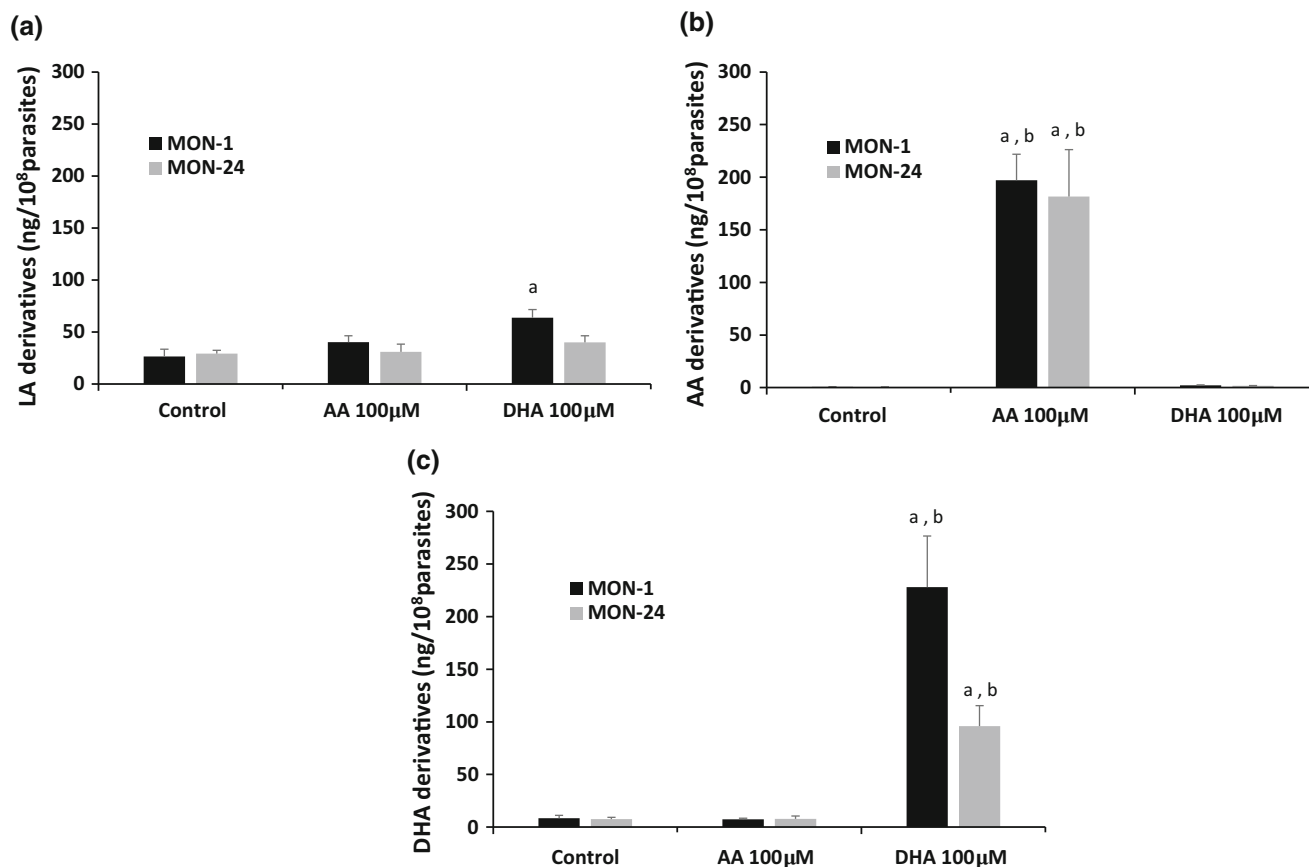 (a)
LA derivatives (ng/10⁸parasites)
300
250
200
150
100
50
0
MON-1
MON-24
a
Control
AA 100µM
DHA 100µM
(b)
AA derivatives (ng/10⁸parasites)
300
250
200
150
100
50
0
MON-1
MON-24
a , b
a , b
Control
AA 100µM
DHA 100µM
(c)
DHA derivatives (ng/10⁸parasites)
300
250
200
150
100
50
0
MON-1
MON-24
a , b
a , b
Control
AA 100µM
DHA 100µM